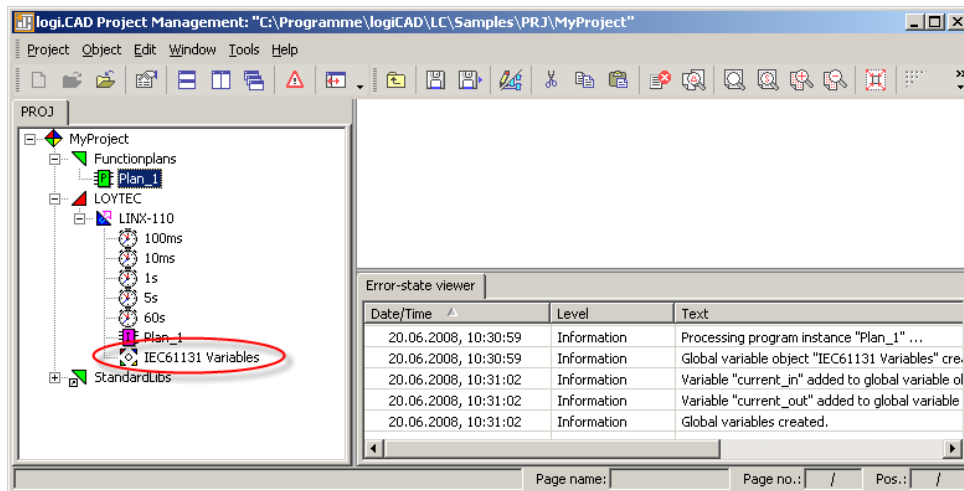 logi.CAD Project Management: "C:\Programme\logiCAD\LC\Samples\PRJ\MyProject"
Project Object Edit Window Tools Help
PROJ
MyProject
Functionplans
Plan_1
LOYTEC
LINX-110
100ms
10ms
1s
5s
60s
Plan_1
IEC61131 Variables
StandardLibs
Error-state viewer
Date/Time Level Text
20.06.2008, 10:30:59 Information Processing program instance "Plan_1" ...
20.06.2008, 10:30:59 Information Global variable object "IEC61131 Variables" cre
20.06.2008, 10:31:02 Information Variable "current_in" added to global variable ol
20.06.2008, 10:31:02 Information Variable "current_out" added to global variable
20.06.2008, 10:31:02 Information Global variables created.
Page name: Page no.: / Pos.: /